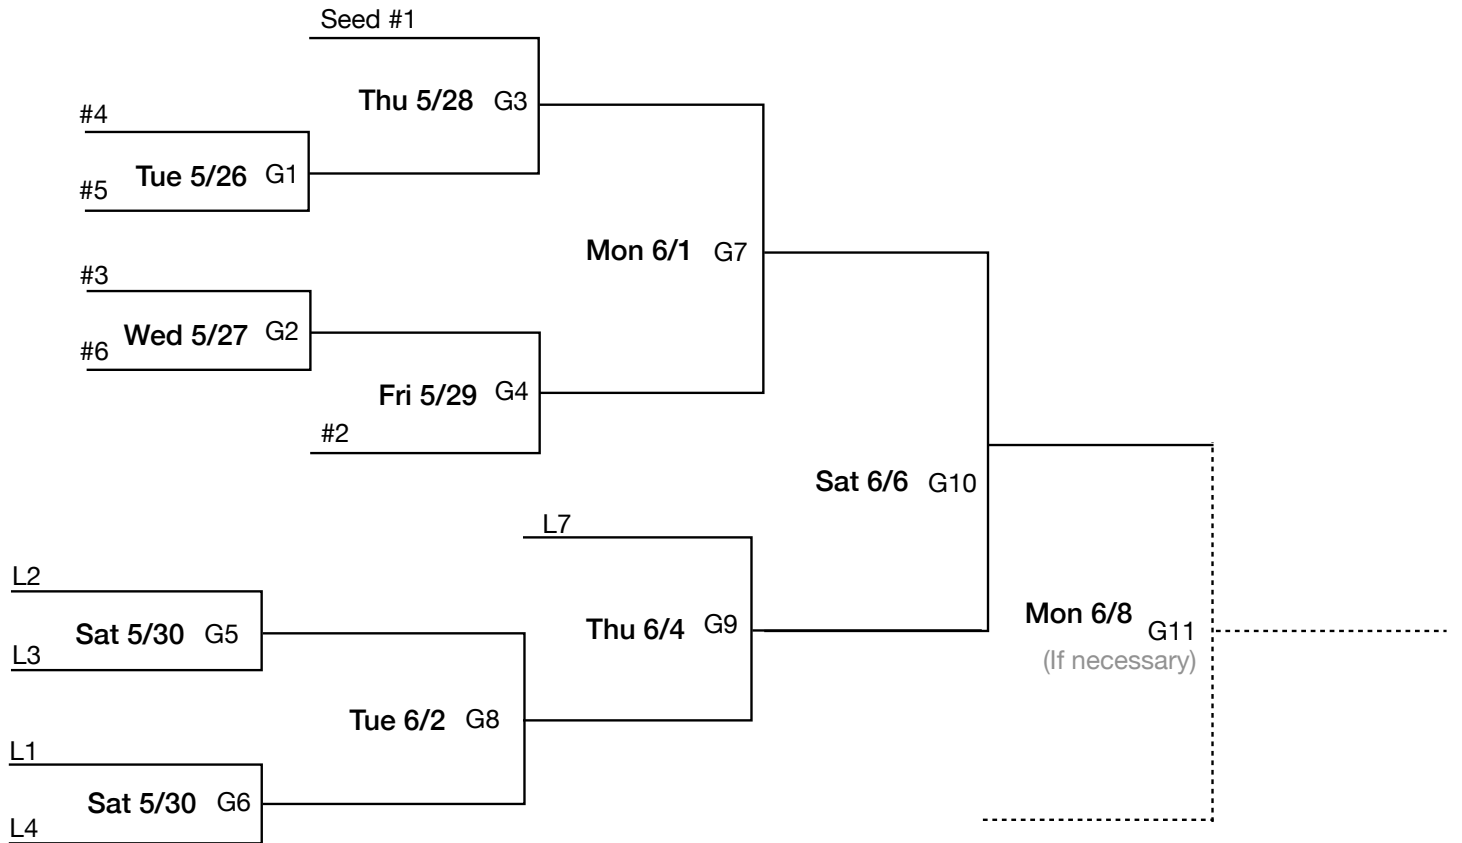 Seed #1
Thu 5/28 G3
#4
Tue 5/26 G1
#5
Mon 6/1 G7
#3
Wed 5/27 G2
#6
Fri 5/29 G4
#2
Sat 6/6 G10
L7
L2
Sat 5/30 G5
L3
Thu 6/4 G9
Mon 6/8
G11
(If necessary)
Tue 6/2 G8
L1
Sat 5/30 G6
L4